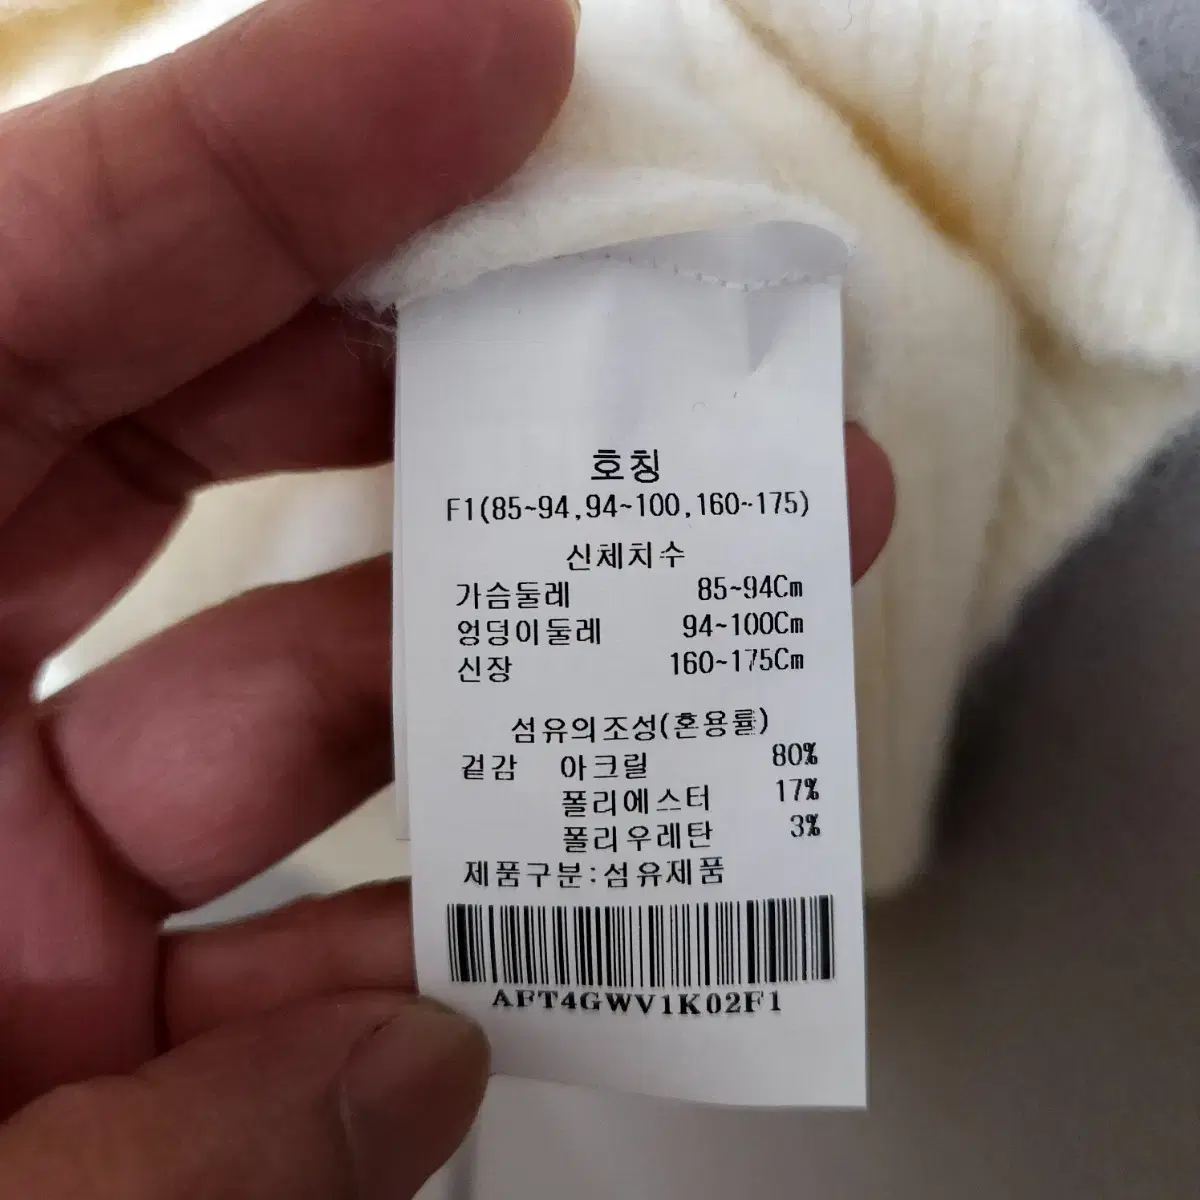 호칭
F1(85~94,94~100,160~175)
신체치수
가슴둘레 85~94Cm
엉덩이둘레 94~100Cm
신장 160~175Cm
섬유의조성(혼용률)
겉감 아크릴 80%
폴리에스터 17%
폴리우레탄 3%
제품구분:섬유제품
AFT4GWV1K02F1